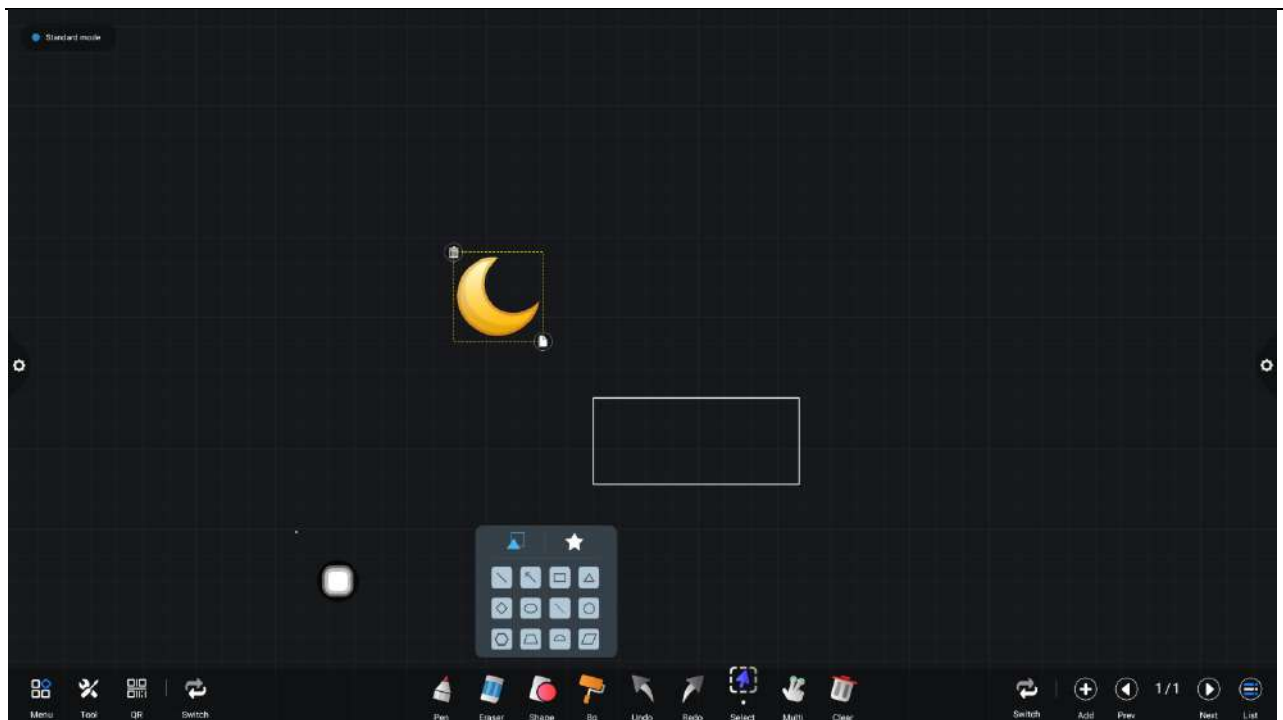 Standard mode
Menu
Tool
QR
Switch
Pen
Eraser
Shape
Bg
Undo
Redo
Select
Multi
Clear
Switch
Add
Prev
1/1
Next
List